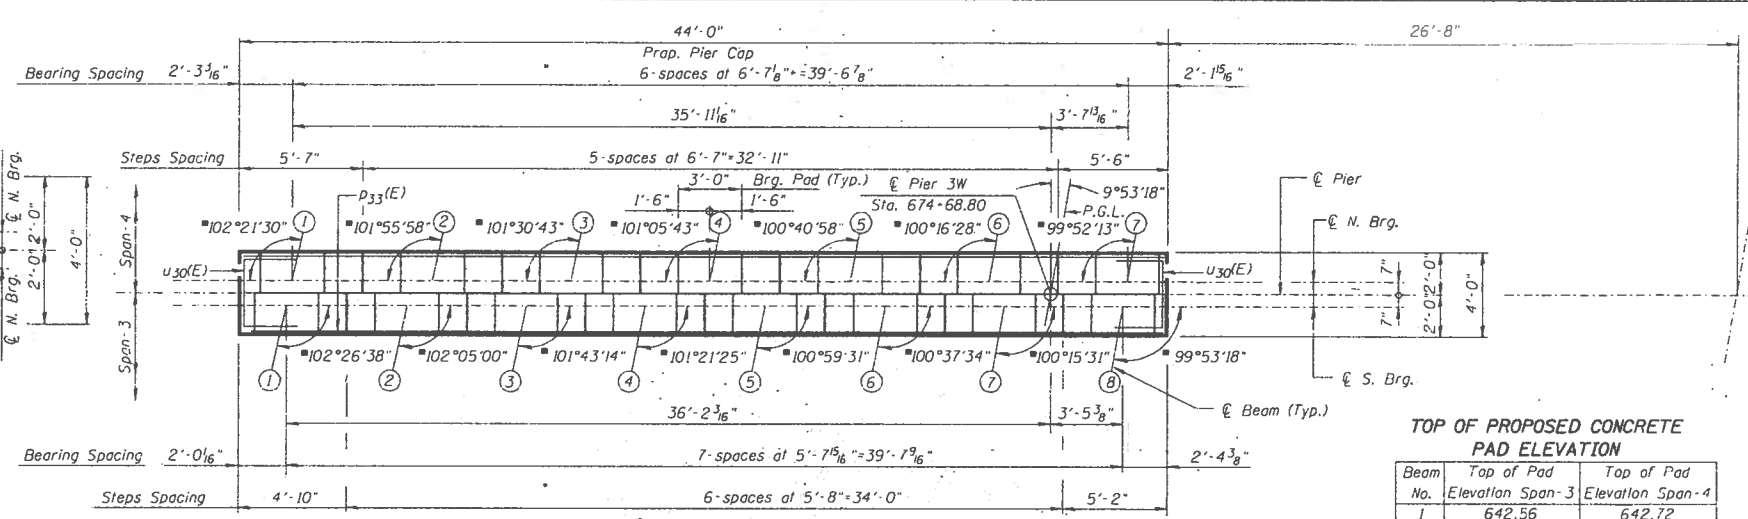 44'-0"
26'-8"
Prop. Pier Cap
Bearing Spacing 2'-3 3/16" 6-spaces at 6'-7 1/8"± =39'-6 7/8" 2'-1 15/16"
35'-11 1/16" 3'-7 13/16"
Steps Spacing 5'-7" 5-spaces at 6'-7"=32'-11" 5'-6"
3'-0" Brg. Pad (Typ.) ℄ Pier 3W 9°53'18"
p33(E) 1'-6" 1'-6" Sta. 674+68.80 P.G.L.
℄ Pier
■102°21'30" 1 ■101°55'58" 2 ■101°30'43" 3 ■101°05'43" 4 ■100°40'58" 5 ■100°16'28" 6 ■99°52'13" 7
℄ N. Brg.
℄ N. Brg. ℄ N. Brg.
2'-0" 2'-0"
4'-0"
Span-4
Span-3
u30(E) u30(E)
7" 7"
2'-0" 2'-0"
4'-0"
■102°26'38" ■102°05'00" ■101°43'14" ■101°21'25" ■100°59'31" ■100°37'34" ■100°15'31" ■99°53'18"
1 2 3 4 5 6 7 8
℄ S. Brg.
℄ Beam (Typ.)
36'-2 3/16" 3'-5 3/8"
Bearing Spacing 2'-0 1/16" 7-spaces at 5'-7 15/16"=39'-7 9/16" 2'-4 3/8"
Steps Spacing 4'-10" 6-spaces at 5'-8"=34'-0" 5'-2"
TOP OF PROPOSED CONCRETE
PAD ELEVATION
Beam Top of Pad Top of Pad
No. Elevation Span-3 Elevation Span-4
1 642.56 642.72